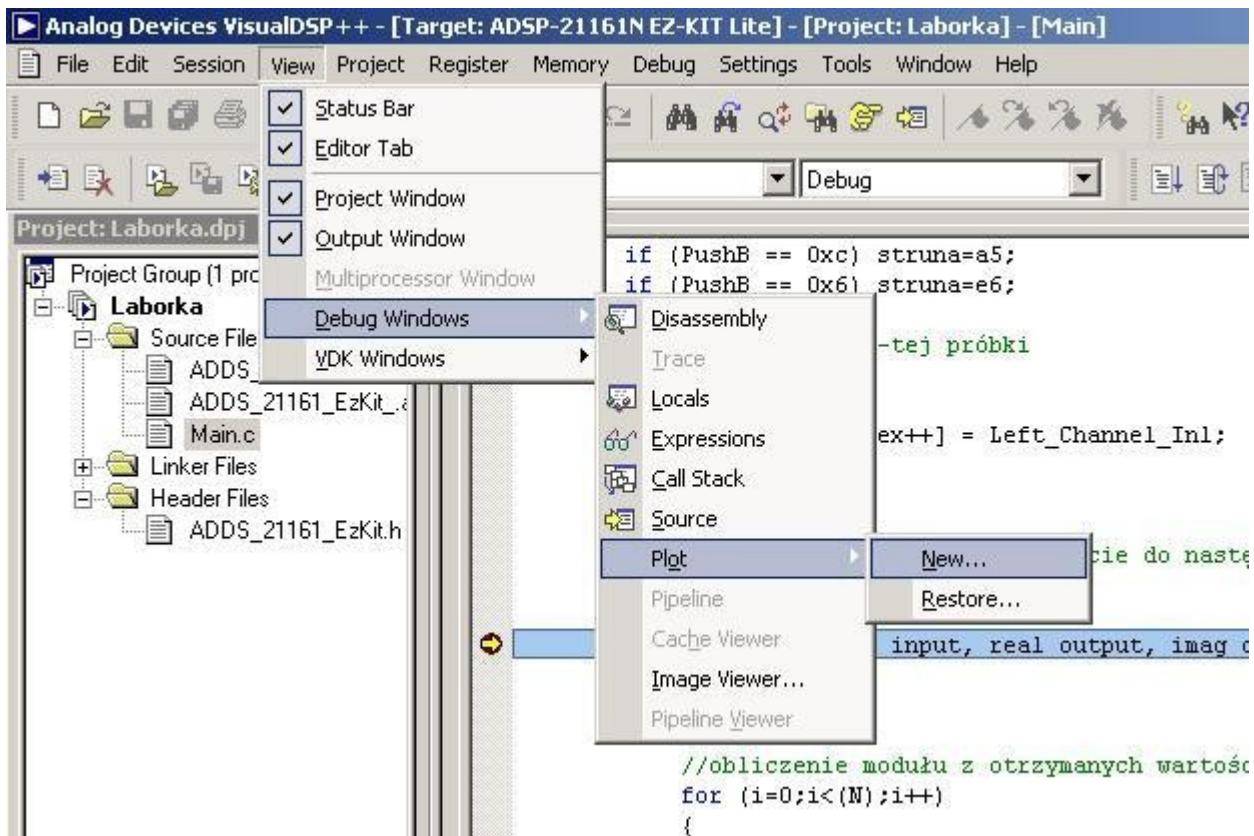 Analog Devices VisualDSP++ - [Target: ADSP-21161N EZ-KIT Lite] - [Project: Laborka] - [Main]
File Edit Session View Project Register Memory Debug Settings Tools Window Help
Status Bar
Editor Tab
Project Window
Output Window
Multiprocessor Window
Debug Windows
VDK Windows
Debug
Project: Laborka.dpj
Project Group (1
Laborka
Source File
ADDS_
ADDS_21161_EzKit_.
Main.c
Linker Files
Header Files
ADDS_21161_EzKit.h
Disassembly
Trace
Locals
Expressions
Call Stack
Source
Plot
Pipeline
Cache Viewer
Image Viewer...
Pipeline Viewer
New...
Restore...
if (PushB == 0xc) struna=a5;
if (PushB == 0x6) struna=e6;
-tej próbki
ex++] = Left_Channel_In1;
cie do nastę
input, real output, imag
//obliczenie modułu z otrzymanych wartośc
for (i=0;i<(N);i++)
{